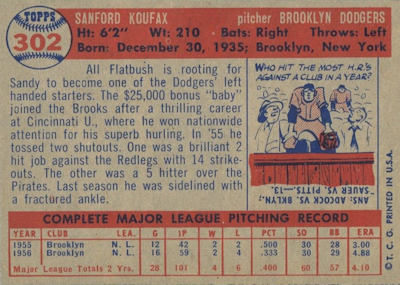 TOPPS
302
SANFORD KOUFAX pitcher BROOKLYN DODGERS
Ht: 6'2" Wt: 210 • Bats: Right Throws: Left
Born: December 30, 1935; Brooklyn, New York
All Flatbush is rooting for
Sandy to become one of the Dodgers' left
handed starters. The $25,000 bonus "baby"
joined the Brooks after a thrilling career
at Cincinnati U., where he won nationwide
attention for his superb hurling. In '55 he
tossed two shutouts. One was a brilliant 2
hit job against the Redlegs with 14 strike-
outs. The other was a 5 hitter over the
Pirates. Last season he was sidelined with
a fractured ankle.
WHO HIT THE MOST H.R.'s
AGAINST A CLUB IN A YEAR?
ANS: ADCOCK VS. BKLYN.,
SAUER VS. PITTS.—13.
COMPLETE MAJOR LEAGUE PITCHING RECORD
YEAR CLUB LEAGUE G IP W L PCT. SO BB ERA
1955 Brooklyn N. L. 12 42 2 2 .500 30 28 3.00
1956 Brooklyn N. L. 16 59 2 4 .333 30 29 4.88
Major League Totals 2 Yrs. 28 101 4 6 .400 60 57 4.10
© T. C. G. PRINTED IN U.S.A.